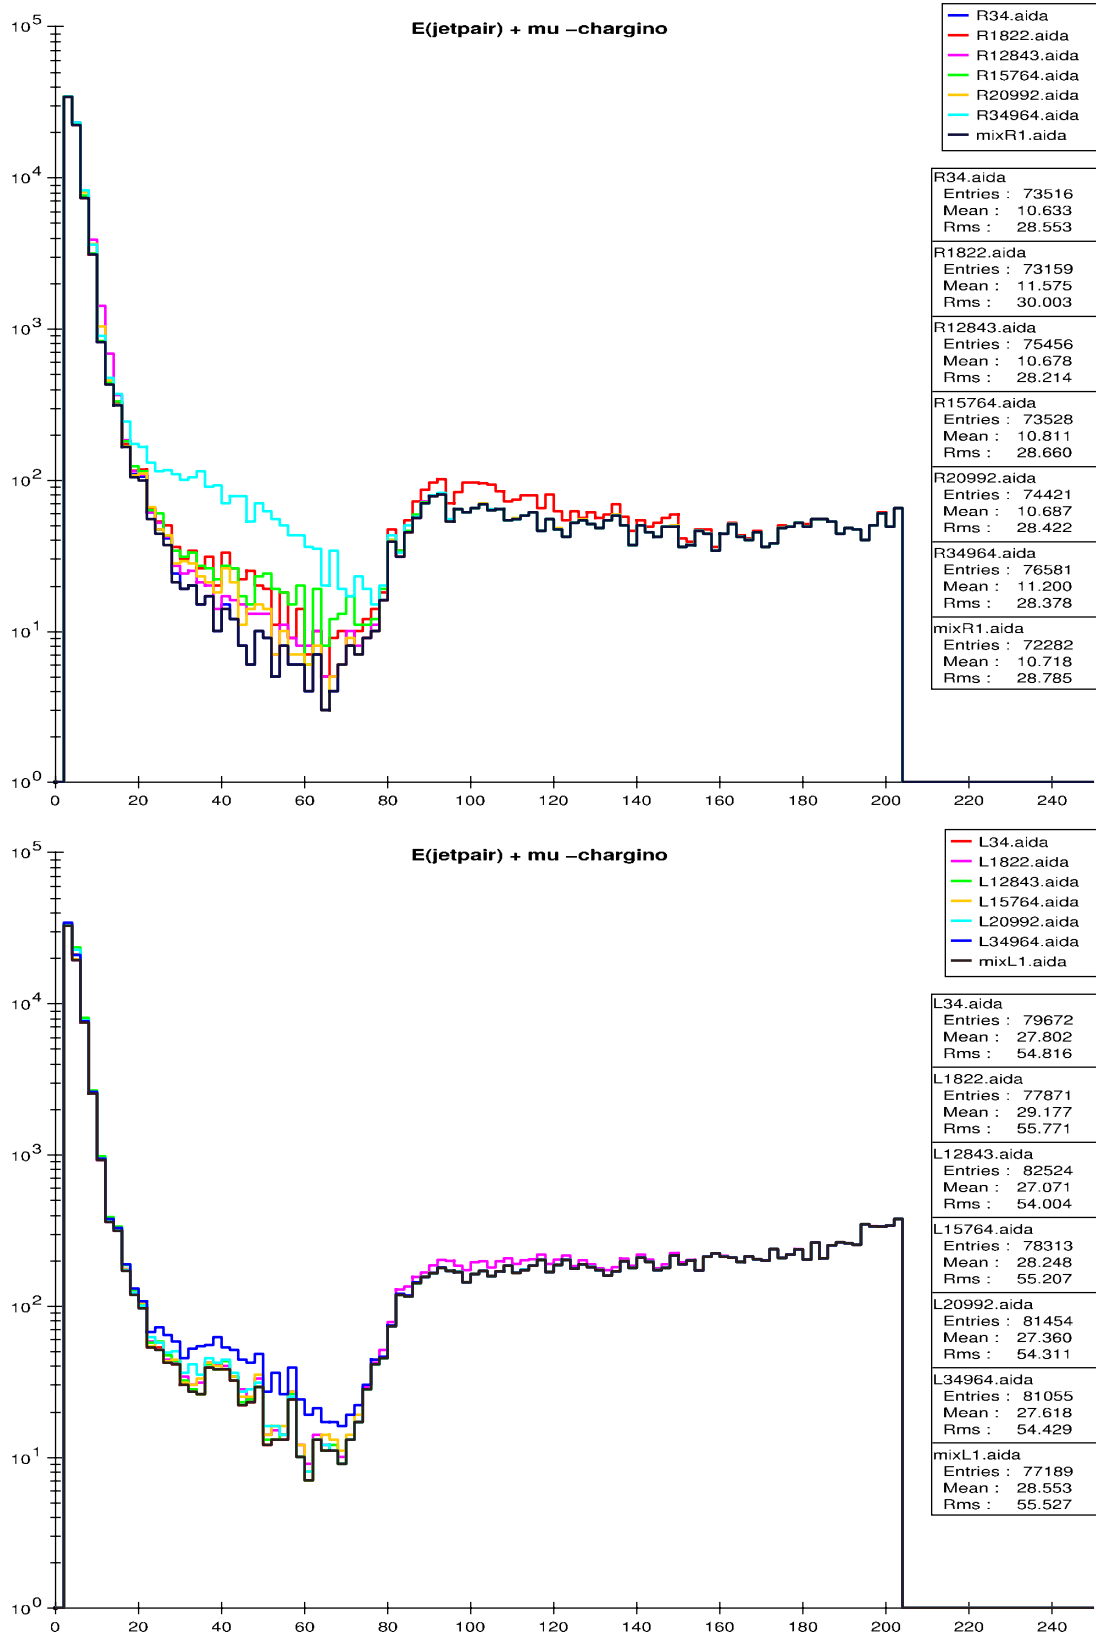 E(jetpair) + mu –chargino
10^5
10^4
10^3
10^2
10^1
10^0
0 20 40 60 80 100 120 140 160 180 200 220 240
R34.aida
R1822.aida
R12843.aida
R15764.aida
R20992.aida
R34964.aida
mixR1.aida
R34.aida
Entries : 73516
Mean : 10.633
Rms : 28.553
R1822.aida
Entries : 73159
Mean : 11.575
Rms : 30.003
R12843.aida
Entries : 75456
Mean : 10.678
Rms : 28.214
R15764.aida
Entries : 73528
Mean : 10.811
Rms : 28.660
R20992.aida
Entries : 74421
Mean : 10.687
Rms : 28.422
R34964.aida
Entries : 76581
Mean : 11.200
Rms : 28.378
mixR1.aida
Entries : 72282
Mean : 10.718
Rms : 28.785
E(jetpair) + mu –chargino
10^5
10^4
10^3
10^2
10^1
10^0
0 20 40 60 80 100 120 140 160 180 200 220 240
L34.aida
L1822.aida
L12843.aida
L15764.aida
L20992.aida
L34964.aida
mixL1.aida
L34.aida
Entries : 79672
Mean : 27.802
Rms : 54.816
L1822.aida
Entries : 77871
Mean : 29.177
Rms : 55.771
L12843.aida
Entries : 82524
Mean : 27.071
Rms : 54.004
L15764.aida
Entries : 78313
Mean : 28.248
Rms : 55.207
L20992.aida
Entries : 81454
Mean : 27.360
Rms : 54.311
L34964.aida
Entries : 81055
Mean : 27.618
Rms : 54.429
mixL1.aida
Entries : 77189
Mean : 28.553
Rms : 55.527